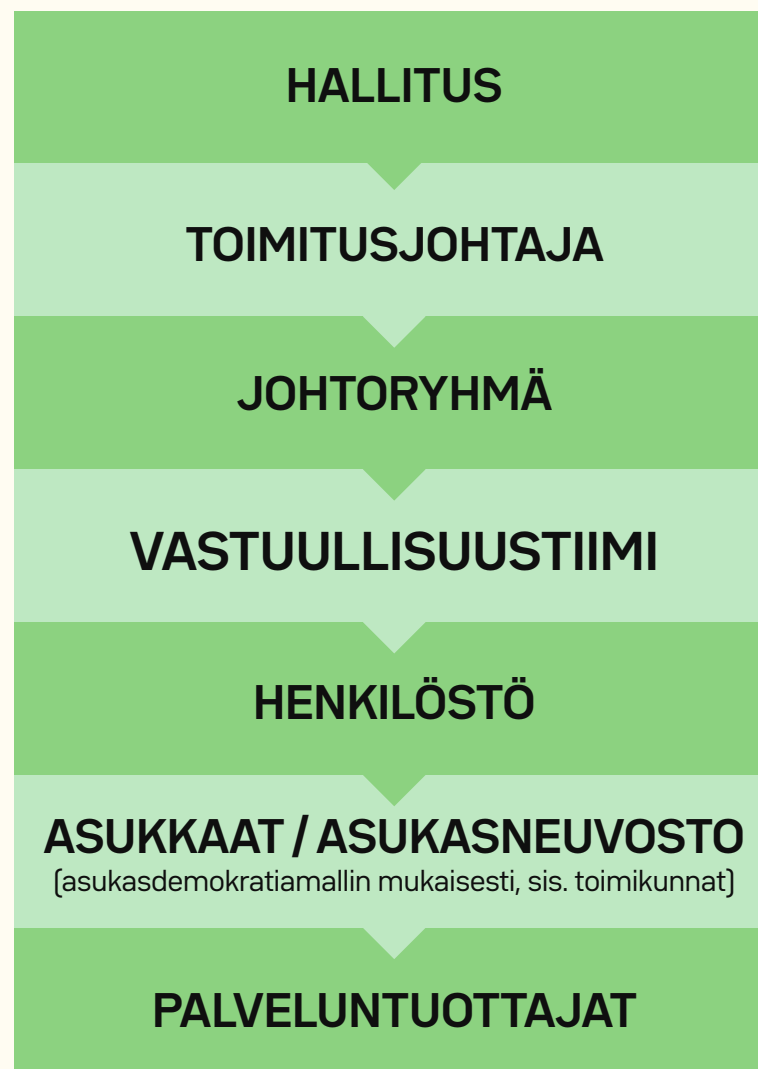 HALLITUS
TOIMITUSJOHTAJA
JOHTORYHMÄ
VASTUULLISUUSTIIMI
HENKILÖSTÖ
ASUKKAAT / ASUKASNEUVOSTO
(asukasdemokratiamallin mukaisesti, sis. toimikunnat)
PALVELUNTUOTTAJAT